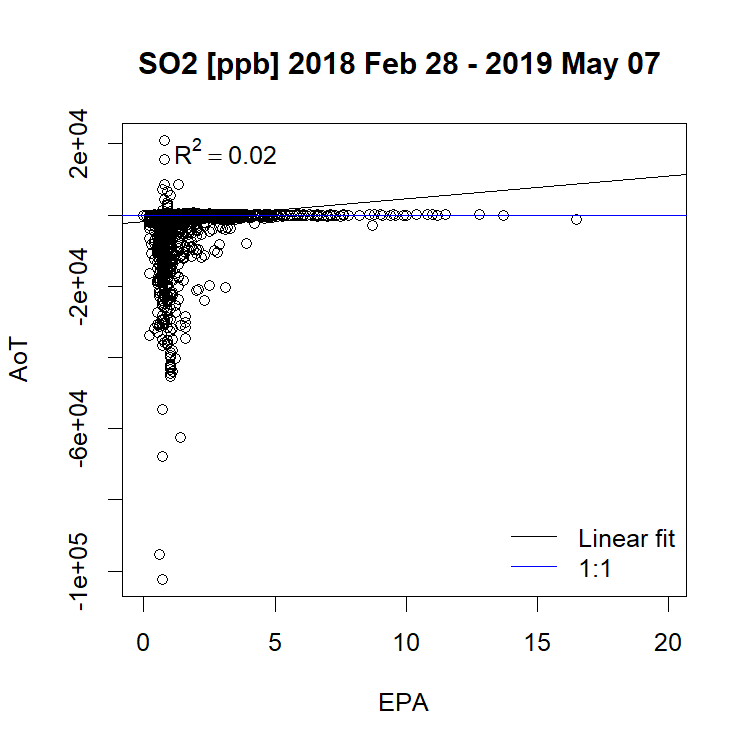 SO2 [ppb] 2018 Feb 28 - 2019 May 07
R² = 0.02
2e+04
-2e+04
-6e+04
-1e+05
AoT
Linear fit
1:1
0 5 10 15 20
EPA